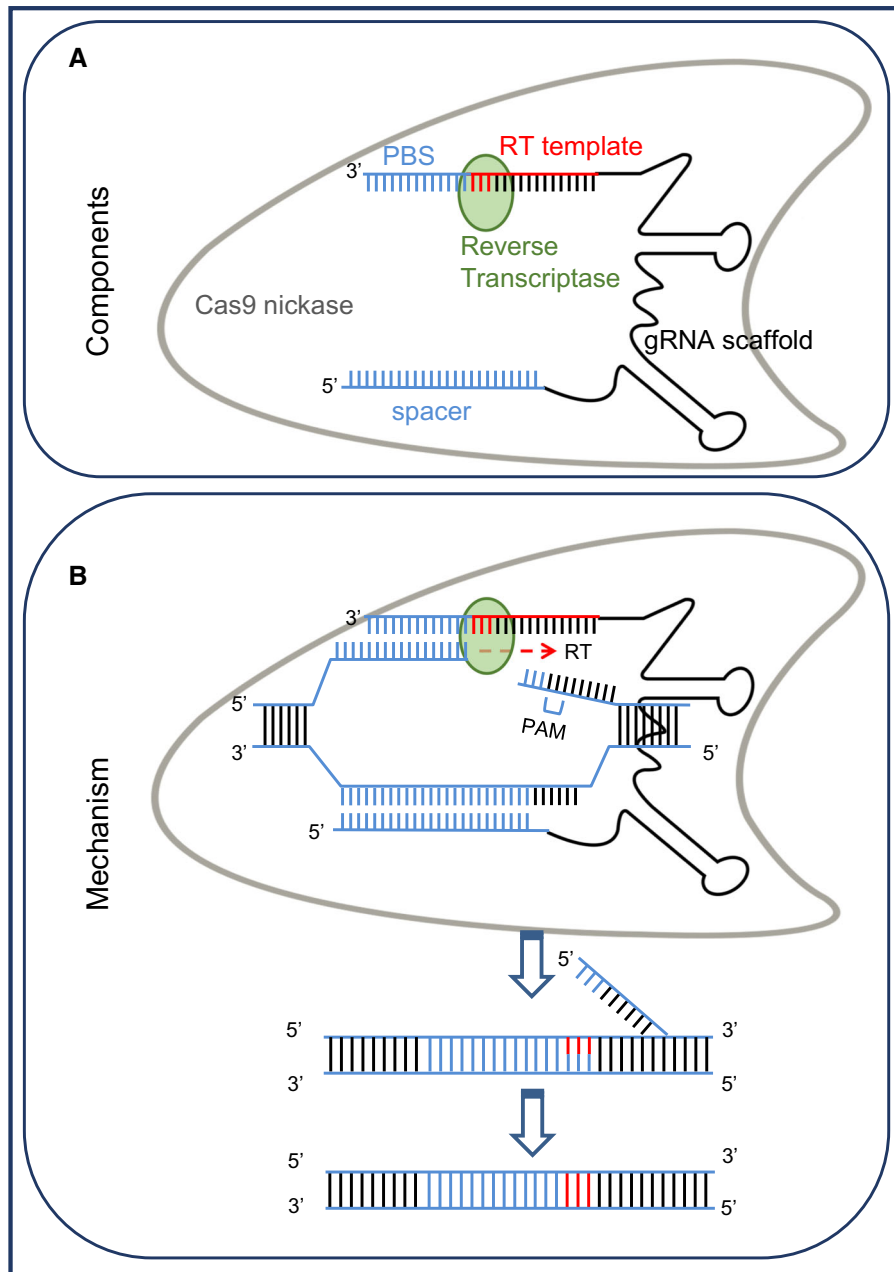 A
Components
PBS
RT template
3’
Reverse
Transcriptase
Cas9 nickase
gRNA scaffold
5’
spacer
B
Mechanism
3’
RT
5’
PAM
3’
5’
5’
5’
5’
3’
3’
5’
5’
3’
3’
5’